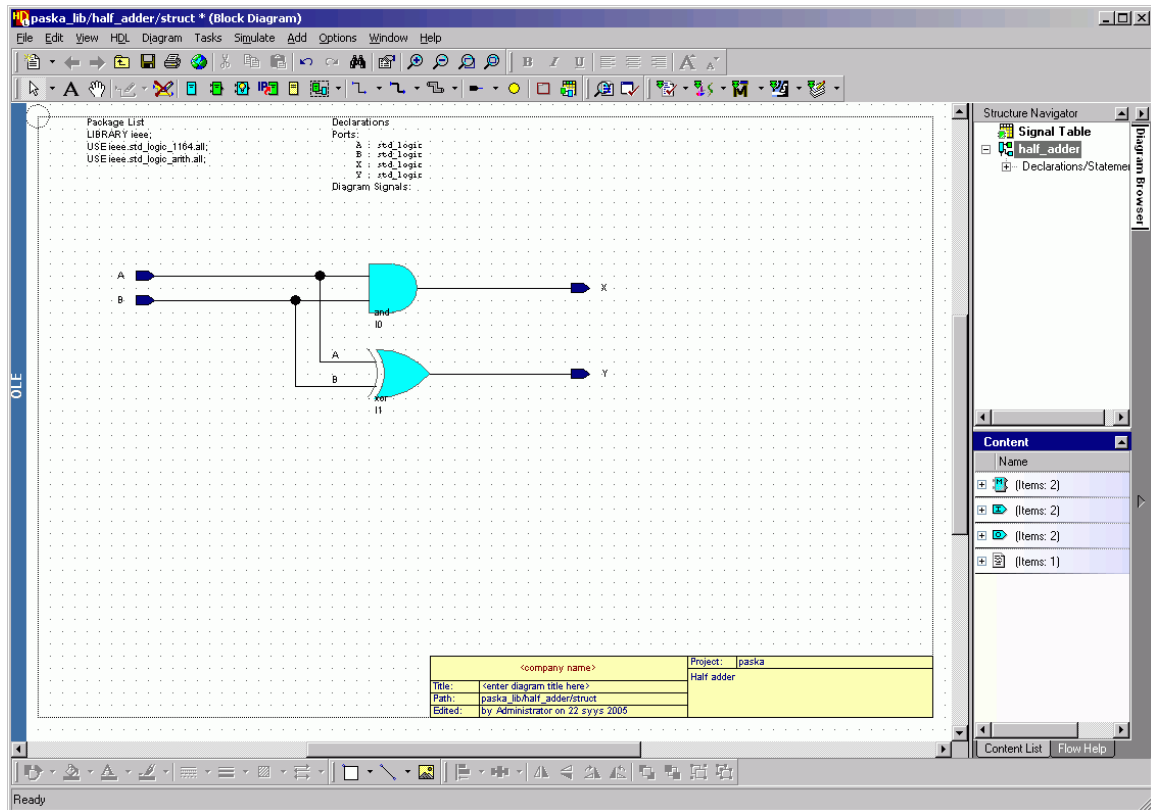 paska_lib/half_adder/struct * (Block Diagram)
File Edit View HDL Diagram Tasks Simulate Add Options Window Help
B I U A A
A IP M
Package List
LIBRARY ieee;
USE ieee.std_logic_1164.all;
USE ieee.std_logic_arith.all;
Declarations
Ports:
A : std_logic
B : std_logic
X : std_logic
Y : std_logic
Diagram Signals:
A
B
and
I0
X
A
B
xor
I1
Y
OLE
<company name>
Title: <enter diagram title here>
Path: paska_lib/half_adder/struct
Edited: by Administrator on 22 syys 2005
Project: paska
Half adder
Structure Navigator
Signal Table
half_adder
Declarations/Stateme
Diagram Browser
Content
Name
(Items: 2)
(Items: 2)
(Items: 2)
(Items: 1)
Content List Flow Help
Ready